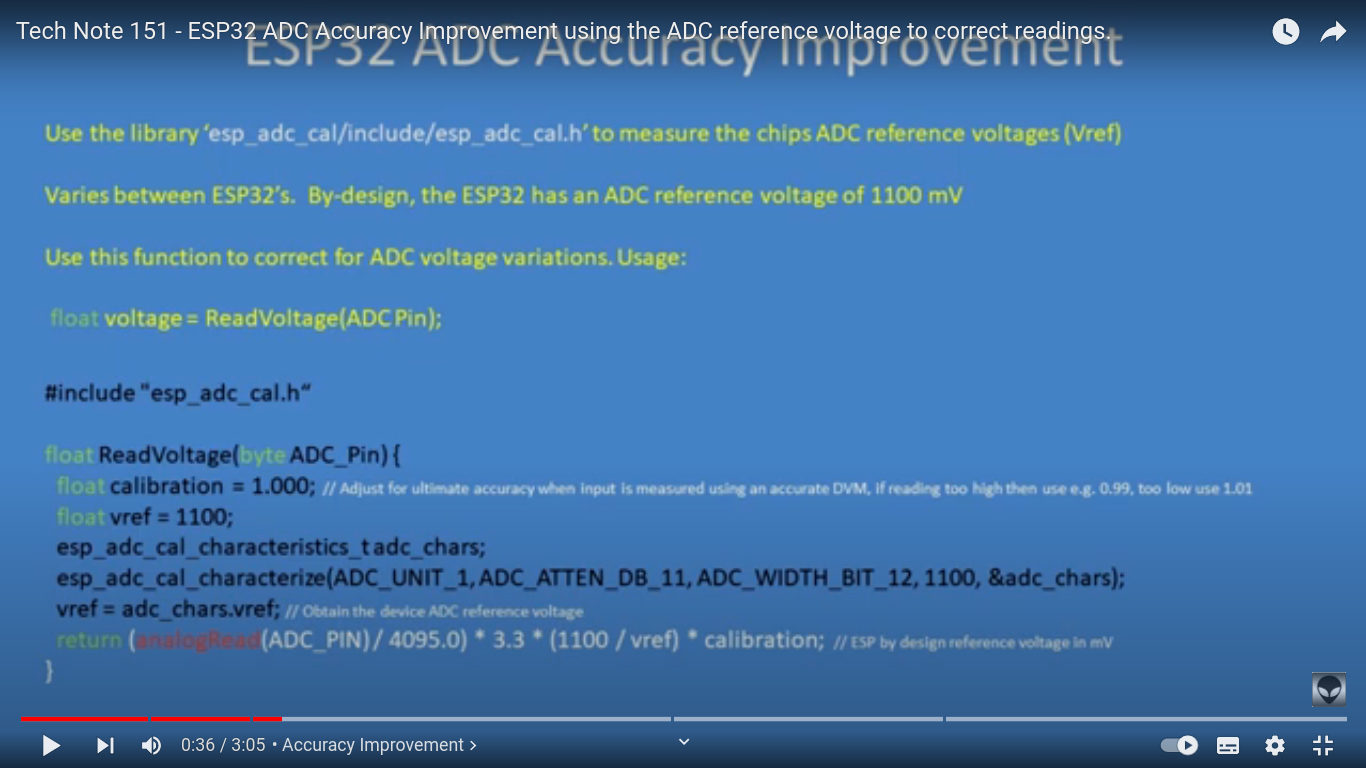 Tech Note 151 - ESP32 ADC Accuracy Improvement using the ADC reference voltage to correct readings.
ESP32 ADC Accuracy Improvement
Use the library ‘esp_adc_cal/include/esp_adc_cal.h’ to measure the chips ADC reference voltages (Vref)
Varies between ESP32’s. By-design, the ESP32 has an ADC reference voltage of 1100 mV
Use this function to correct for ADC voltage variations. Usage:
float voltage = ReadVoltage(ADC Pin);
#include "esp_adc_cal.h“
float ReadVoltage(byte ADC_Pin) {
float calibration = 1.000; // Adjust for ultimate accuracy when input is measured using an accurate DVM, if reading too high then use e.g. 0.99, too low use 1.01
float vref = 1100;
esp_adc_cal_characteristics_t adc_chars;
esp_adc_cal_characterize(ADC_UNIT_1, ADC_ATTEN_DB_11, ADC_WIDTH_BIT_12, 1100, &adc_chars);
vref = adc_chars.vref; // Obtain the device ADC reference voltage
return (analogRead(ADC_PIN) / 4095.0) * 3.3 * (1100 / vref) * calibration; // ESP by design reference voltage in mV
}
0:36 / 3:05 • Accuracy Improvement >